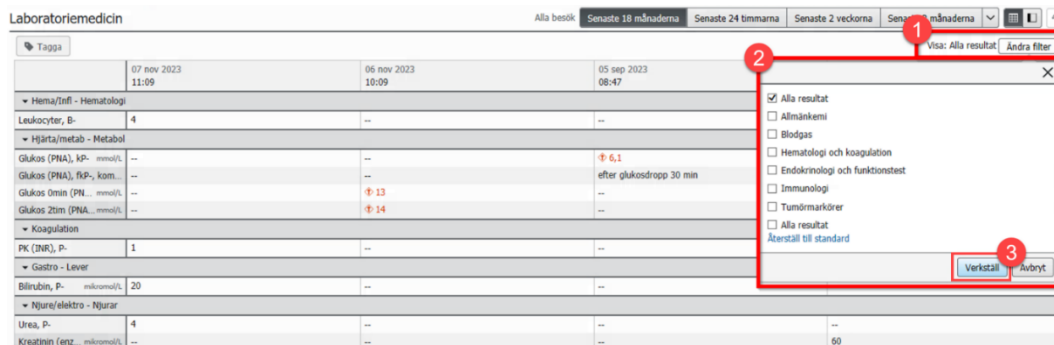 Laboratoriemedicin
Alla besök Senaste 18 månaderna Senaste 24 timmarna Senaste 2 veckorna månaderna
1
Tagga
Visa: Alla resultat Ändra filter
2
07 nov 2023 06 nov 2023 05 sep 2023
11:09 10:09 08:47
Hema/Infl - Hematologi
Leukocyter, B- 4 --  --
Hjärta/metab - Metabol
Glukos (PNA), kP- mmol/L -- -- 6,1
Glukos (PNA), fkP-, kom... -- -- efter glukosdropp 30 min
Glukos 0min (PN... mmol/L -- 13 --
Glukos 2tim (PNA... mmol/L -- 14 --
Koagulation
PK (INR), P- 1 -- --
Gastro - Lever
Bilirubin, P- mikromol/L 20 -- --
Njure/elektro - Njurar
Urea, P- 4 -- -- --
Kreatinin (enz... mikromol/L -- -- -- 60
Alla resultat
Allmänkemi
Blodgas
Hematologi och koagulation
Endokrinologi och funktionstest
Immunologi
Tumörmarkörer
Alla resultat
Återställ till standard
3
Verkställ Avbryt